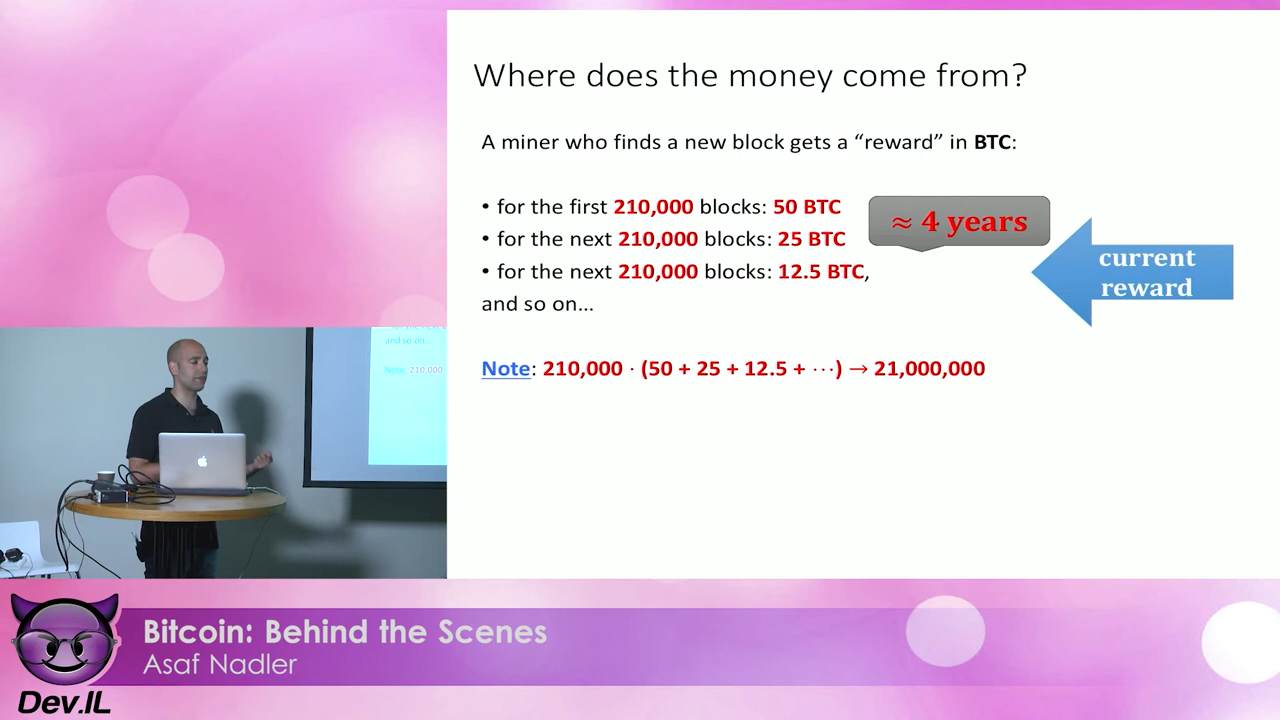 Where does the money come from?
A miner who finds a new block gets a “reward” in BTC:
• for the first 210,000 blocks: 50 BTC
≈ 4 years
• for the next 210,000 blocks: 25 BTC
• for the next 210,000 blocks: 12.5 BTC,
current
reward
and so on...
Note: 210,000 · (50 + 25 + 12.5 + ⋯) → 21,000,000
and so on...
Note: 210,000
Bitcoin: Behind the Scenes
Asaf Nadler
Dev.IL